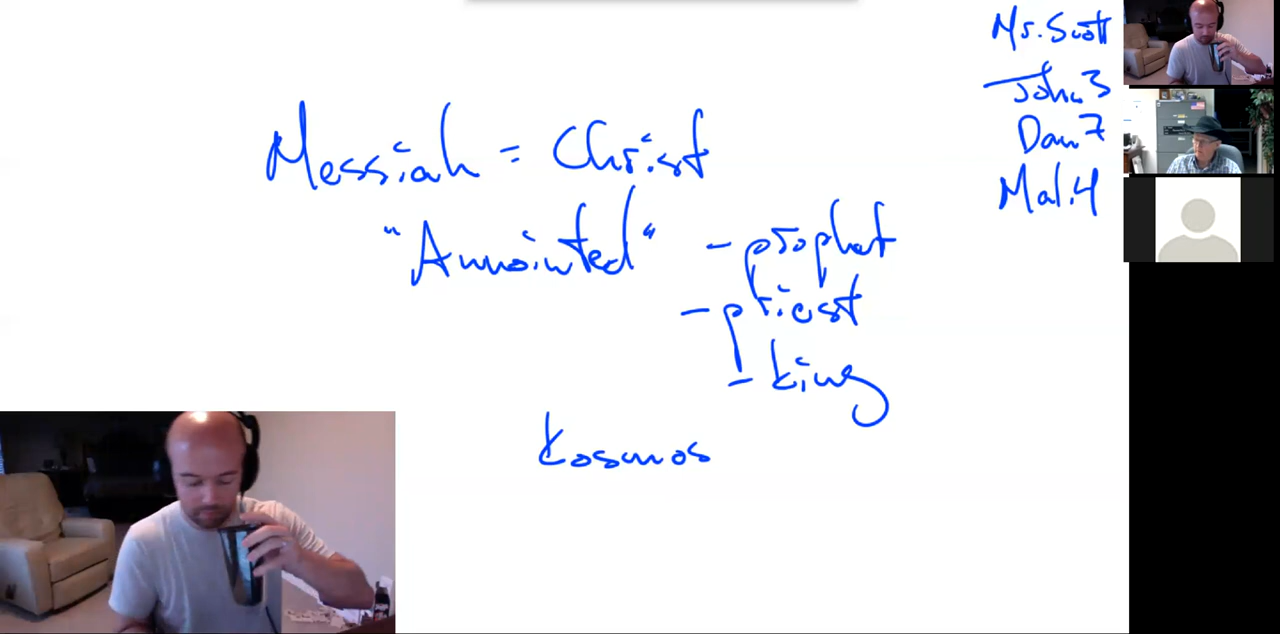 Mr. Scott
John 3
Dan 7
Mal. 4
Messiah = Christ
"Annointed" - prophet
- priest
- king
kosmos